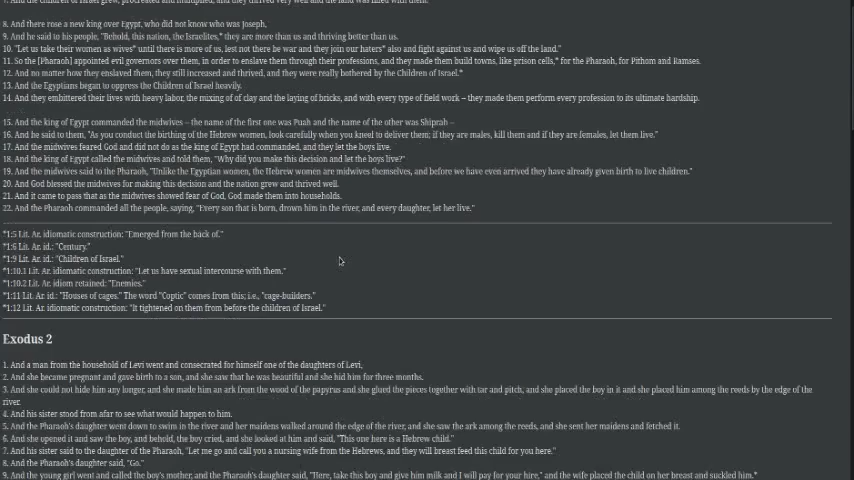 7. And the children of Israel grew, procreated and multiplied, and they thrived very well and the land was filled with them.
8. And there rose a new king over Egypt, who did not know who was Joseph,
9. And he said to his people, "Behold, this nation, the Israelites,* they are more than us and thriving better than us.
10. "Let us take their women as wives* until there is more of us, lest not there be war and they join our haters* also and fight against us and wipe us off the land."
11. So the [Pharaoh] appointed evil governors over them, in order to enslave them through their professions, and they made them build towns, like prison cells,* for the Pharaoh, for Pithom and Ramses.
12. And no matter how they enslaved them, they still increased and thrived, and they were really bothered by the Children of Israel.*
13. And the Egyptians began to oppress the Children of Israel heavily.
14. And they embittered their lives with heavy labor, the mixing of of clay and the laying of bricks, and with every type of field work – they made them perform every profession to its ultimate hardship.
15. And the king of Egypt commanded the midwives – the name of the first one was Puah and the name of the other was Shiprah –
16. And he said to them, "As you conduct the birthing of the Hebrew women, look carefully when you kneel to deliver them; if they are males, kill them and if they are females, let them live."
17. And the midwives feared God and did not do as the king of Egypt had commanded, and they let the boys live.
18. And the king of Egypt called the midwives and told them, "Why did you make this decision and let the boys live?"
19. And the midwives said to the Pharaoh, "Unlike the Egyptian women, the Hebrew women are midwives themselves, and before we have even arrived they have already given birth to live children."
20. And God blessed the midwives for making this decision and the nation grew and thrived well.
21. And it came to pass that as the midwives showed fear of God, God made them into households.
22. And the Pharaoh commanded all the people, saying, "Every son that is born, drown him in the river, and every daughter, let her live."
*1:5 Lit. Ar. idiomatic construction: "Emerged from the back of."
*1:6 Lit. Ar. id.: "Century."
*1:9 Lit. Ar. id.: "Children of Israel."
*1:10.1 Lit. Ar. idiomatic construction: "Let us have sexual intercourse with them."
*1:10.2 Lit. Ar. idiom retained: "Enemies."
*1:11 Lit. Ar. id.: "Houses of cages." The word "Coptic" comes from this; i.e., "cage-builders."
*1:12 Lit. Ar. idiomatic construction: "It tightened on them from before the children of Israel."
Exodus 2
1. And a man from the household of Levi went and consecrated for himself one of the daughters of Levi,
2. And she became pregnant and gave birth to a son, and she saw that he was beautiful and she hid him for three months.
3. And she could not hide him any longer, and she made him an ark from the wood of the papyrus and she glued the pieces together with tar and pitch, and she placed the boy in it and she placed him among the reeds by the edge of the
river.
4. And his sister stood from afar to see what would happen to him.
5. And the Pharaoh's daughter went down to swim in the river and her maidens walked around the edge of the river, and she saw the ark among the reeds, and she sent her maidens and fetched it.
6. And she opened it and saw the boy, and behold, the boy cried, and she looked at him and said, "This one here is a Hebrew child."
7. And his sister said to the daughter of the Pharaoh, "Let me go and call you a nursing wife from the Hebrews, and they will breast feed this child for you here."
8. And the Pharaoh's daughter said, "Go."
9. And the young girl went and called the boy's mother, and the Pharaoh's daughter said, "Here, take this boy and give him milk and I will pay for your hire," and the wife placed the child on her breast and suckled him.*